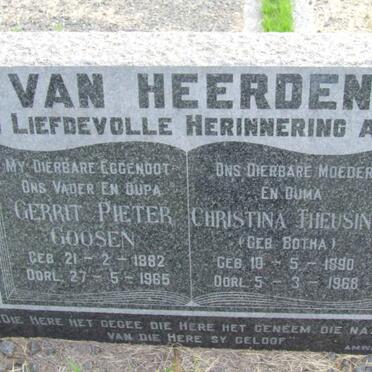 VAN HEERDEN
LIEFDEVOLLE HERINNERING A
MY DIERBARE EGGENOOT
ONS VADER EN OUPA
GERRIT PIETER
GOOSEN
GEB. 21-2-1882
OORL. 27-5-1965
ONS DIERBARE MOEDER
EN OUMA
CHRISTINA THEUSIN
(GEB. BOTHA)
GEB. 10-5-1890
OORL. 5-3-1968
DIE HERE HET GEGEE DIE HERE HET GENEEM, DIE NA
VAN DIE HERE SY GELOOF